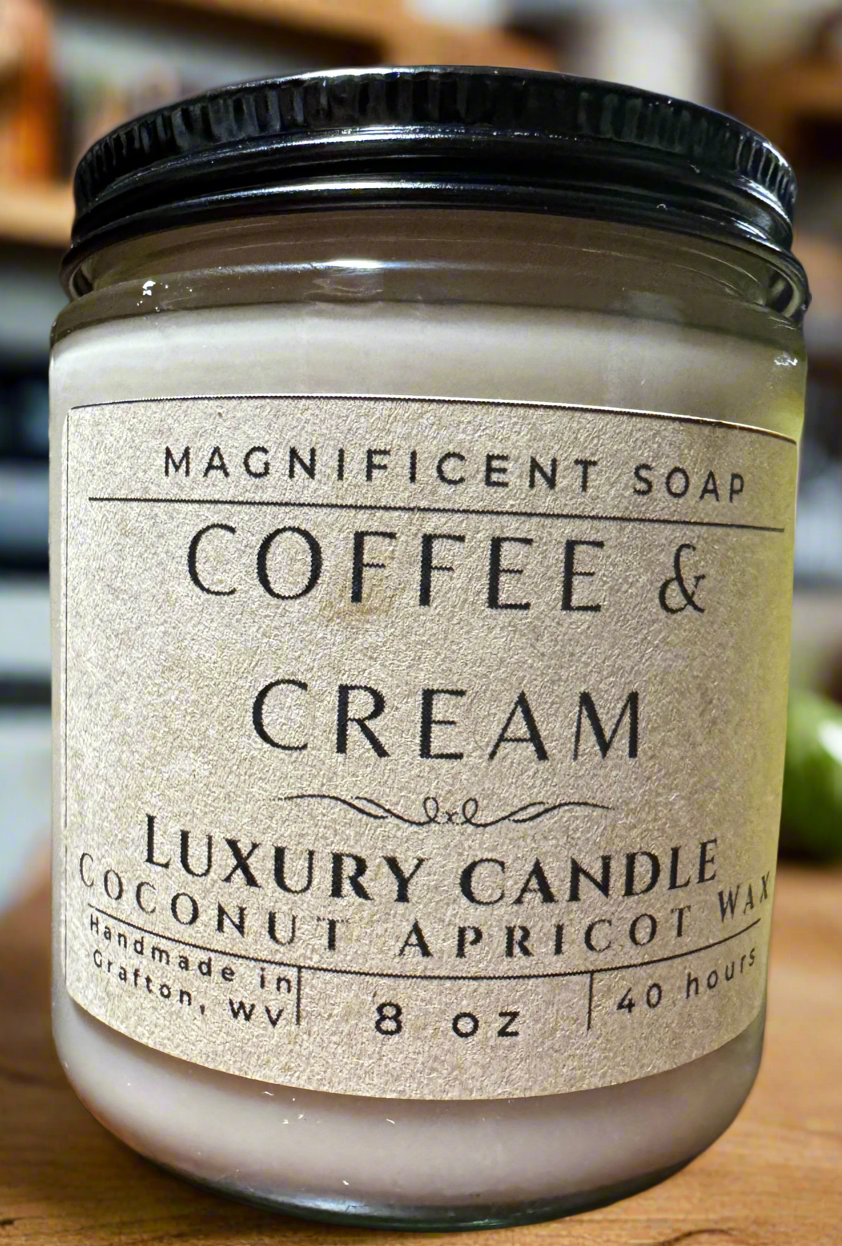 MAGNIFICENT SOAP
COFFEE &
CREAM
LUXURY CANDLE
COCONUT APRICOT WAX
Handmade in
Grafton, WV
8 oz
40 hours